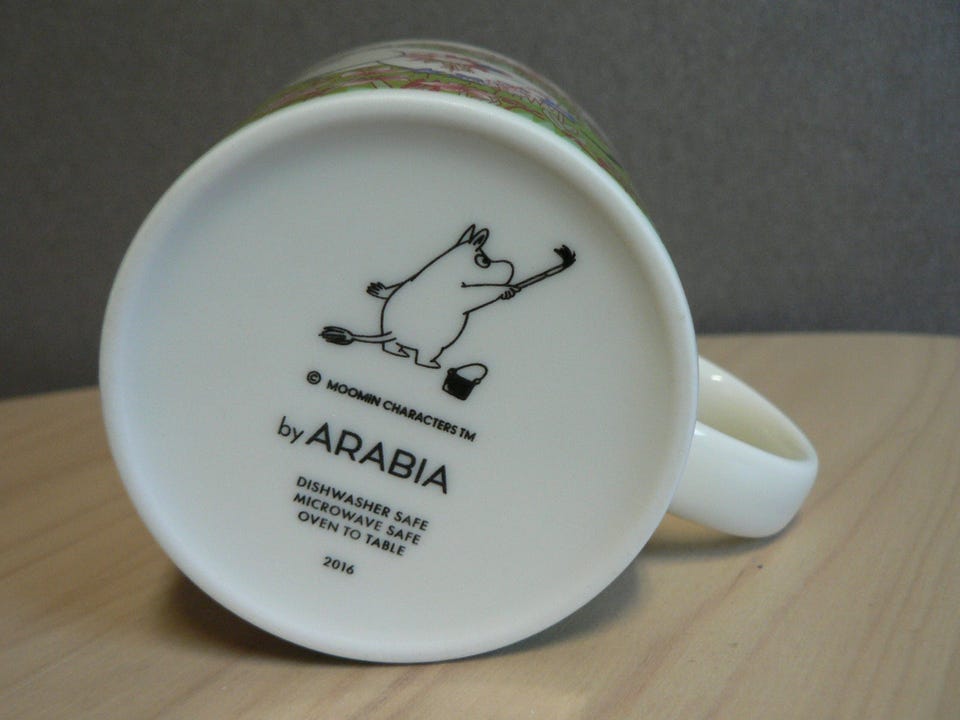 © MOOMIN CHARACTERS TM
by ARABIA
DISHWASHER SAFE
MICROWAVE SAFE
OVEN TO TABLE
2016